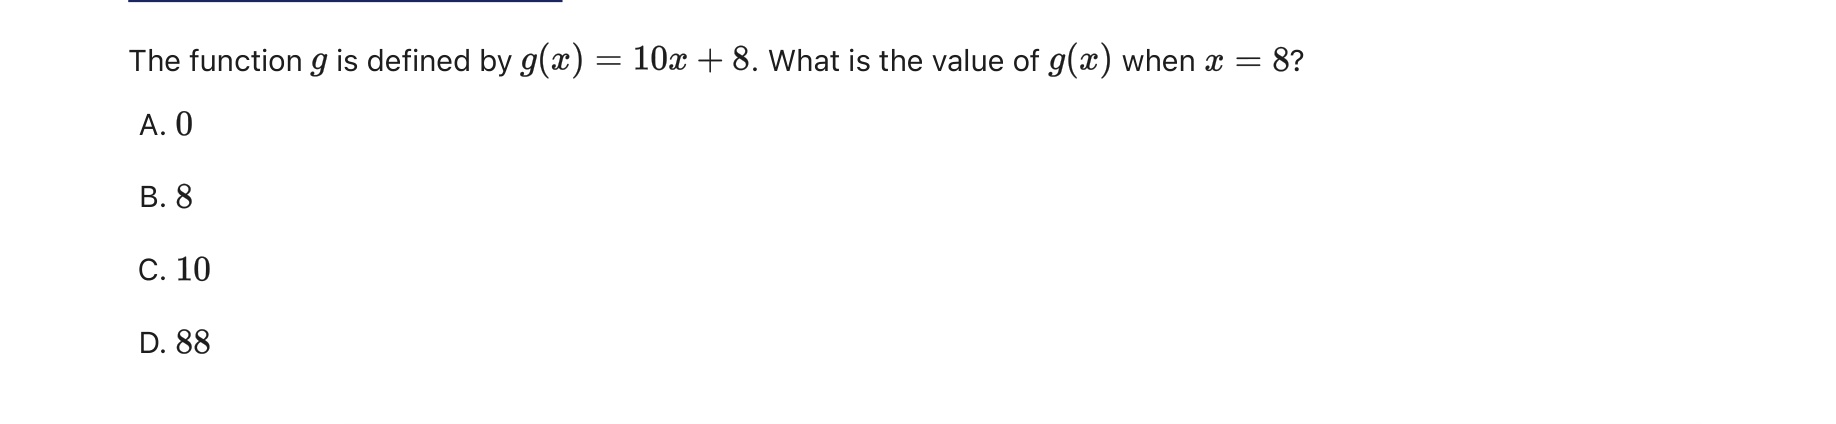 The function g is defined by g(x) = 10x + 8. What is the value of g(x) when x = 8?
A. 0
B. 8
C. 10
D. 88